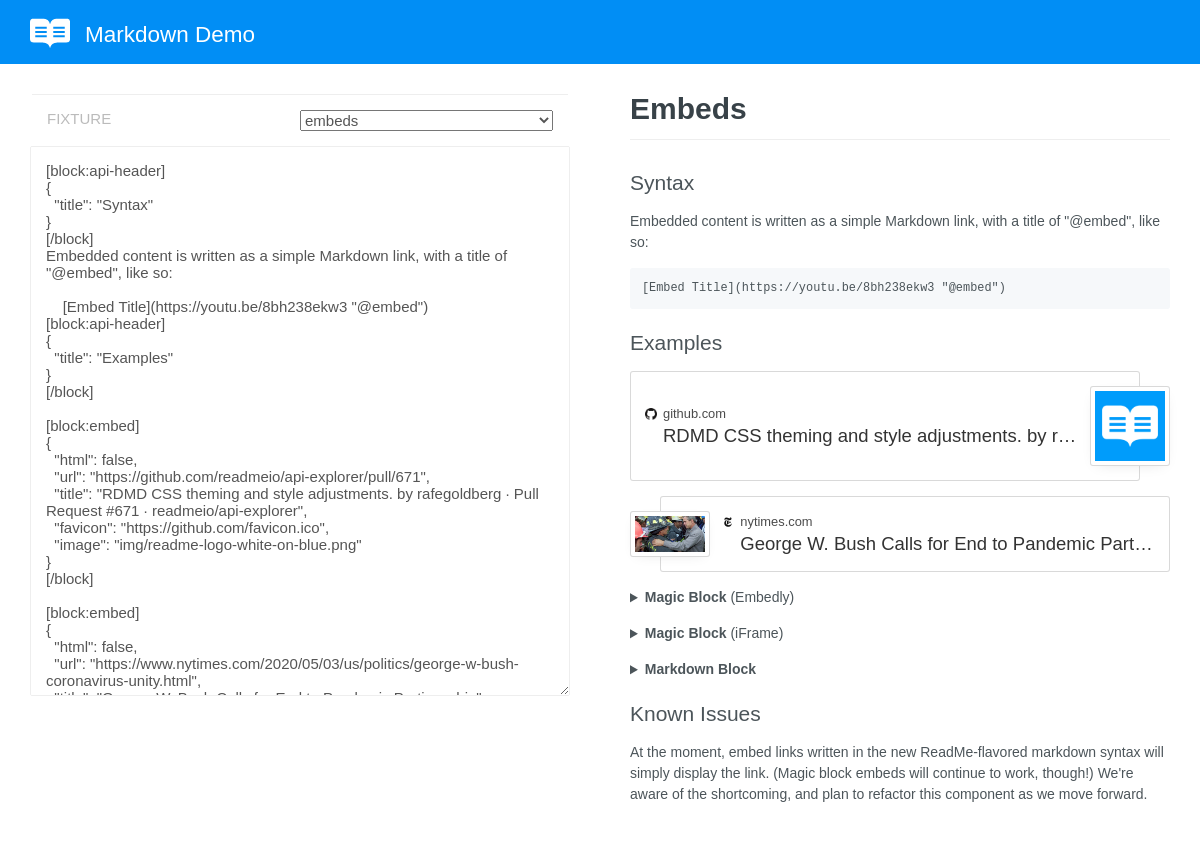 Markdown Demo
FIXTURE
embeds
[block:api-header]
{
  "title": "Syntax"
}
[/block]
Embedded content is written as a simple Markdown link, with a title of
"@embed", like so:

    [Embed Title](https://youtu.be/8bh238ekw3 "@embed")
[block:api-header]
{
  "title": "Examples"
}
[/block]

[block:embed]
{
  "html": false,
  "url": "https://github.com/readmeio/api-explorer/pull/671",
  "title": "RDMD CSS theming and style adjustments. by rafegoldberg · Pull
Request #671 · readmeio/api-explorer",
  "favicon": "https://github.com/favicon.ico",
  "image": "img/readme-logo-white-on-blue.png"
}
[/block]

[block:embed]
{
  "html": false,
  "url": "https://www.nytimes.com/2020/05/03/us/politics/george-w-bush-
coronavirus-unity.html",
Embeds
Syntax
Embedded content is written as a simple Markdown link, with a title of "@embed", like
so:
[Embed Title](https://youtu.be/8bh238ekw3 "@embed")
Examples
github.com
RDMD CSS theming and style adjustments. by r…
nytimes.com
George W. Bush Calls for End to Pandemic Part…
Magic Block (Embedly)
Magic Block (iFrame)
Markdown Block
Known Issues
At the moment, embed links written in the new ReadMe-flavored markdown syntax will
simply display the link. (Magic block embeds will continue to work, though!) We're
aware of the shortcoming, and plan to refactor this component as we move forward.